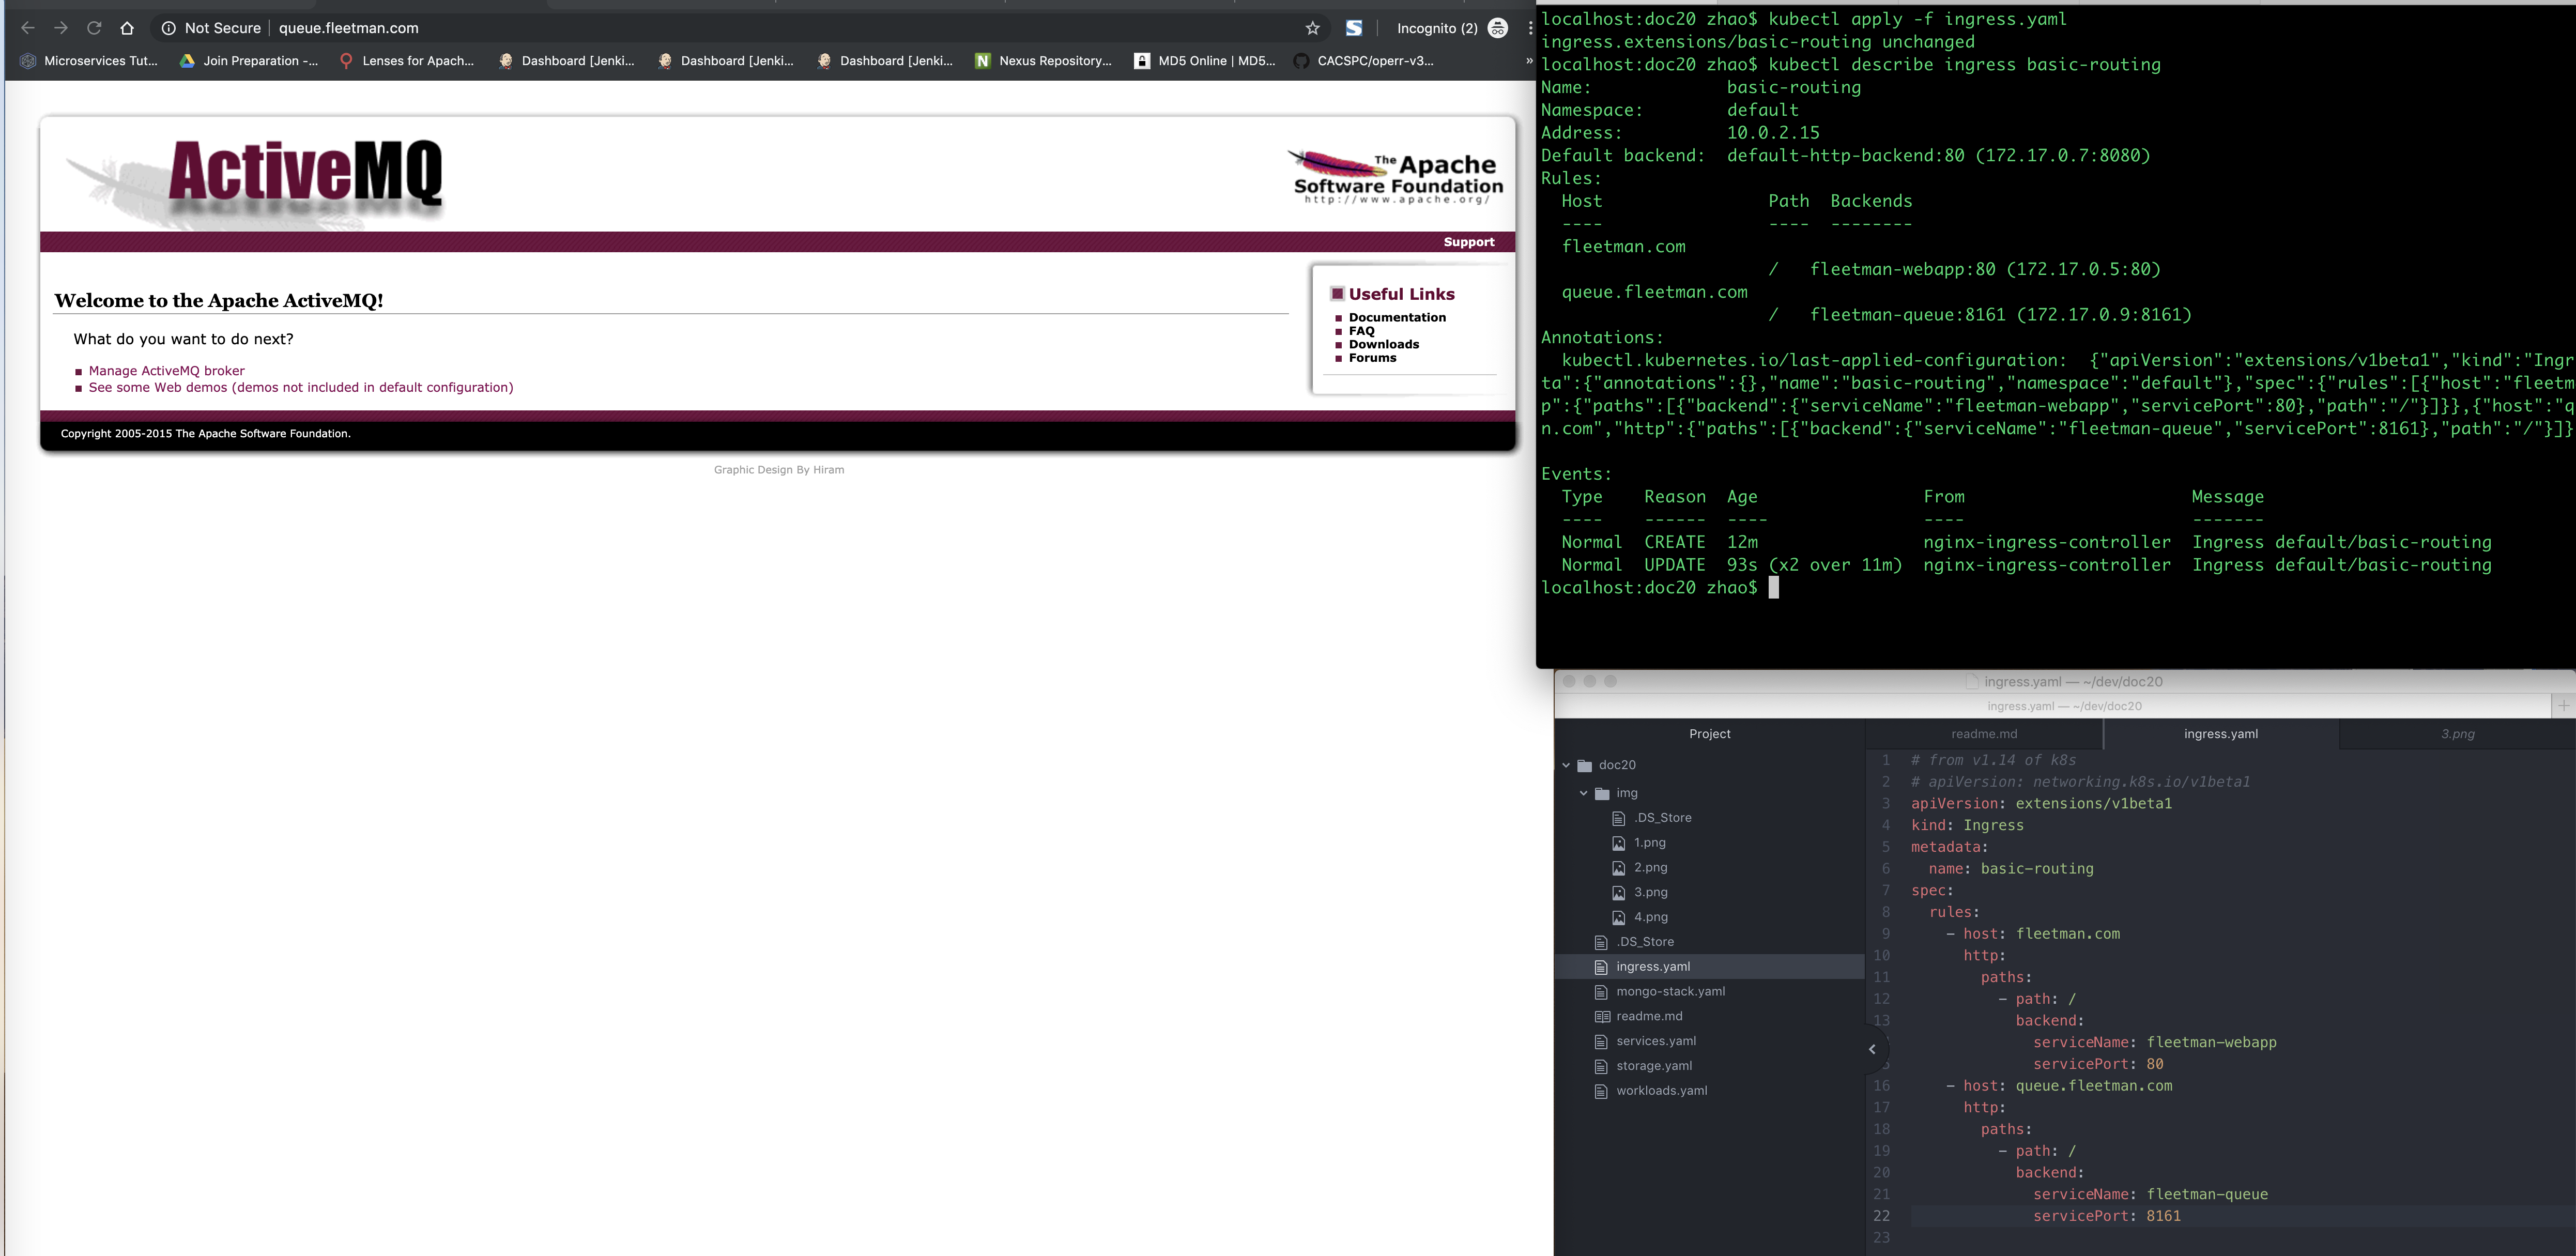 Not Secure
queue.fleetman.com
Incognito (2)
Microservices Tut...
Join Preparation -...
Lenses for Apach...
Dashboard [Jenki...
Dashboard [Jenki...
Dashboard [Jenki...
Nexus Repository...
MD5 Online | MD5...
CACSPC/operr-v3...
»
ActiveMQ
The Apache
Software Foundation
http://www.apache.org/
Support
Welcome to the Apache ActiveMQ!
What do you want to do next?
Manage ActiveMQ broker
See some Web demos (demos not included in default configuration)
Useful Links
Documentation
FAQ
Downloads
Forums
Copyright 2005-2015 The Apache Software Foundation.
Graphic Design By Hiram
localhost:doc20 zhao$ kubectl apply -f ingress.yaml
ingress.extensions/basic-routing unchanged
localhost:doc20 zhao$ kubectl describe ingress basic-routing
Name: basic-routing
Namespace: default
Address: 10.0.2.15
Default backend: default-http-backend:80 (172.17.0.7:8080)
Rules:
Host Path Backends
---- ---- --------
fleetman.com
/ fleetman-webapp:80 (172.17.0.5:80)
queue.fleetman.com
/ fleetman-queue:8161 (172.17.0.9:8161)
Annotations:
kubectl.kubernetes.io/last-applied-configuration: {"apiVersion":"extensions/v1beta1","kind":"Ingr
ta":{"annotations":{},"name":"basic-routing","namespace":"default"},"spec":{"rules":[{"host":"fleetm
p":{"paths":[{"backend":{"serviceName":"fleetman-webapp","servicePort":80},"path":"/"}]}},{"host":"q
n.com","http":{"paths":[{"backend":{"serviceName":"fleetman-queue","servicePort":8161},"path":"/"}]}
Events:
Type Reason Age From Message
---- ------ ---- ---- -------
Normal CREATE 12m nginx-ingress-controller Ingress default/basic-routing
Normal UPDATE 93s (x2 over 11m) nginx-ingress-controller Ingress default/basic-routing
localhost:doc20 zhao$
ingress.yaml — ~/dev/doc20
ingress.yaml — ~/dev/doc20
Project
doc20
img
.DS_Store
1.png
2.png
3.png
4.png
.DS_Store
ingress.yaml
mongo-stack.yaml
readme.md
services.yaml
storage.yaml
workloads.yaml
readme.md
ingress.yaml
3.png
1 # from v1.14 of k8s
2 # apiVersion: networking.k8s.io/v1beta1
3 apiVersion: extensions/v1beta1
4 kind: Ingress
5 metadata:
6 name: basic-routing
7 spec:
8 rules:
9 - host: fleetman.com
10 http:
11 paths:
12 - path: /
13 backend:
serviceName: fleetman-webapp
servicePort: 80
16 - host: queue.fleetman.com
17 http:
18 paths:
19 - path: /
20 backend:
21 serviceName: fleetman-queue
22 servicePort: 8161
23